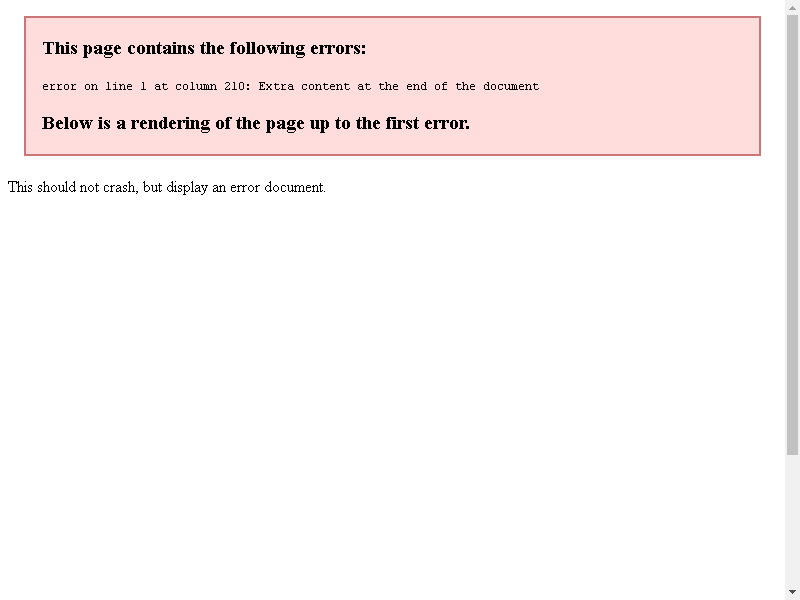 This page contains the following errors:
error on line 1 at column 210: Extra content at the end of the document
Below is a rendering of the page up to the first error.
This should not crash, but display an error document.